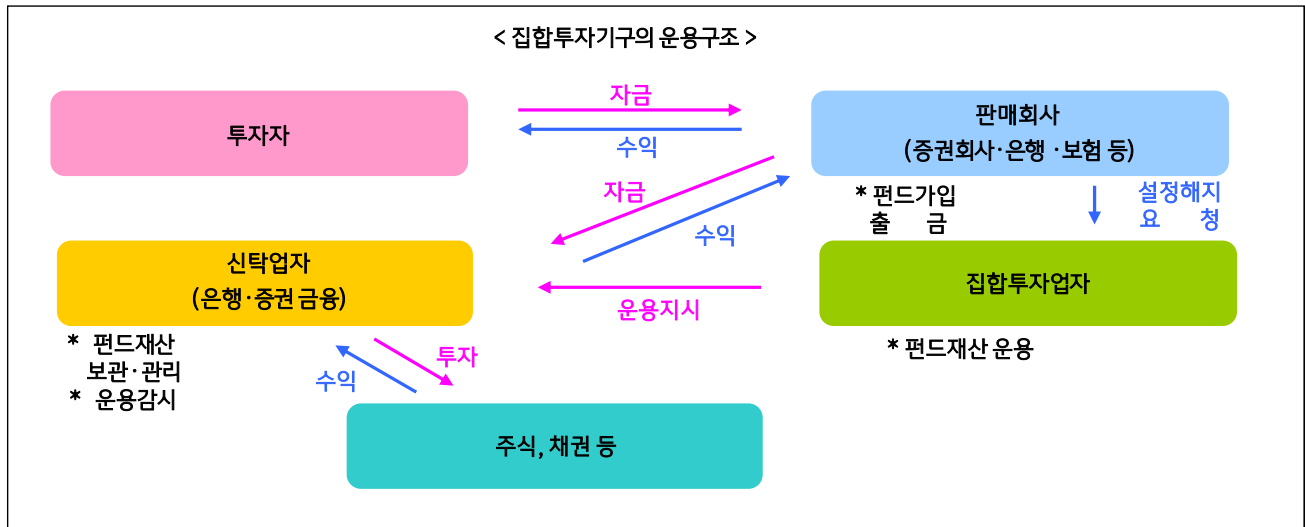 < 집합투자기구의 운용구조 >
자금
투자자
판매회사
(증권회사·은행 ·보험 등)
수익
자금
* 펀드가입
출 금
설정해지
요 청
수익
신탁업자
(은행·증권 금융)
집합투자업자
운용지시
* 펀드재산
보관·관리
* 운용감시
* 펀드재산 운용
투자
수익
주식, 채권 등